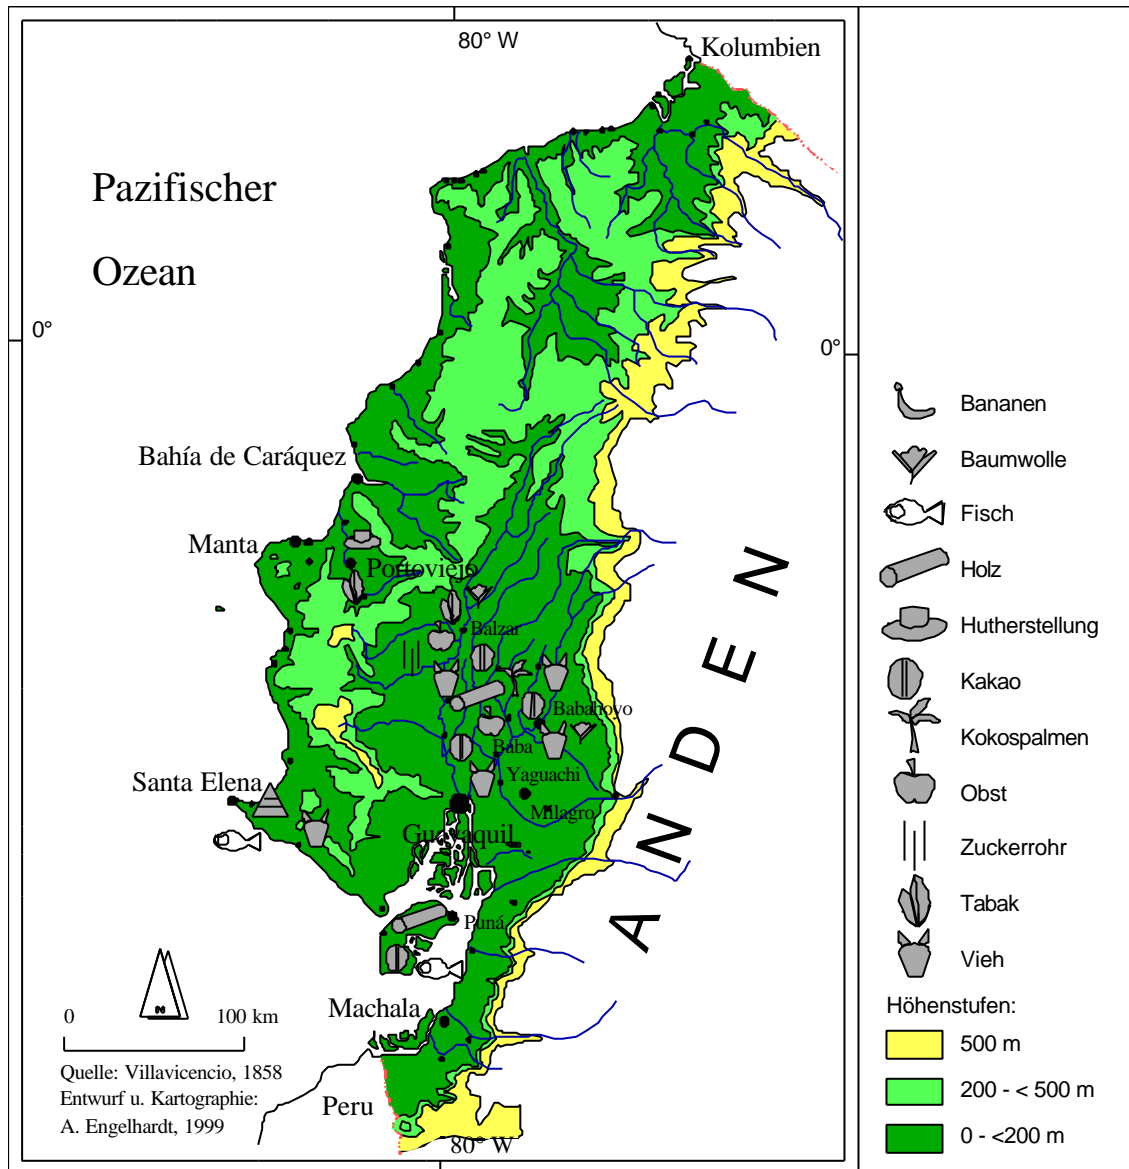 80° W
Kolumbien
Pazifischer
Ozean
0°
0°
Bahía de Caráquez
Manta
Portoviejo
Balzar
Babahoyo
Baba
Yaguachi
Milagro
Santa Elena
Guayaquil
Puná
Machala
Peru
ANDEN
N
0 100 km
Quelle: Villavicencio, 1858
Entwurf u. Kartographie:
A. Engelhardt, 1999
80° W
Bananen
Baumwolle
Fisch
Holz
Hutherstellung
Kakao
Kokospalmen
Obst
Zuckerrohr
Tabak
Vieh
Höhenstufen:
500 m
200 - < 500 m
0 - <200 m